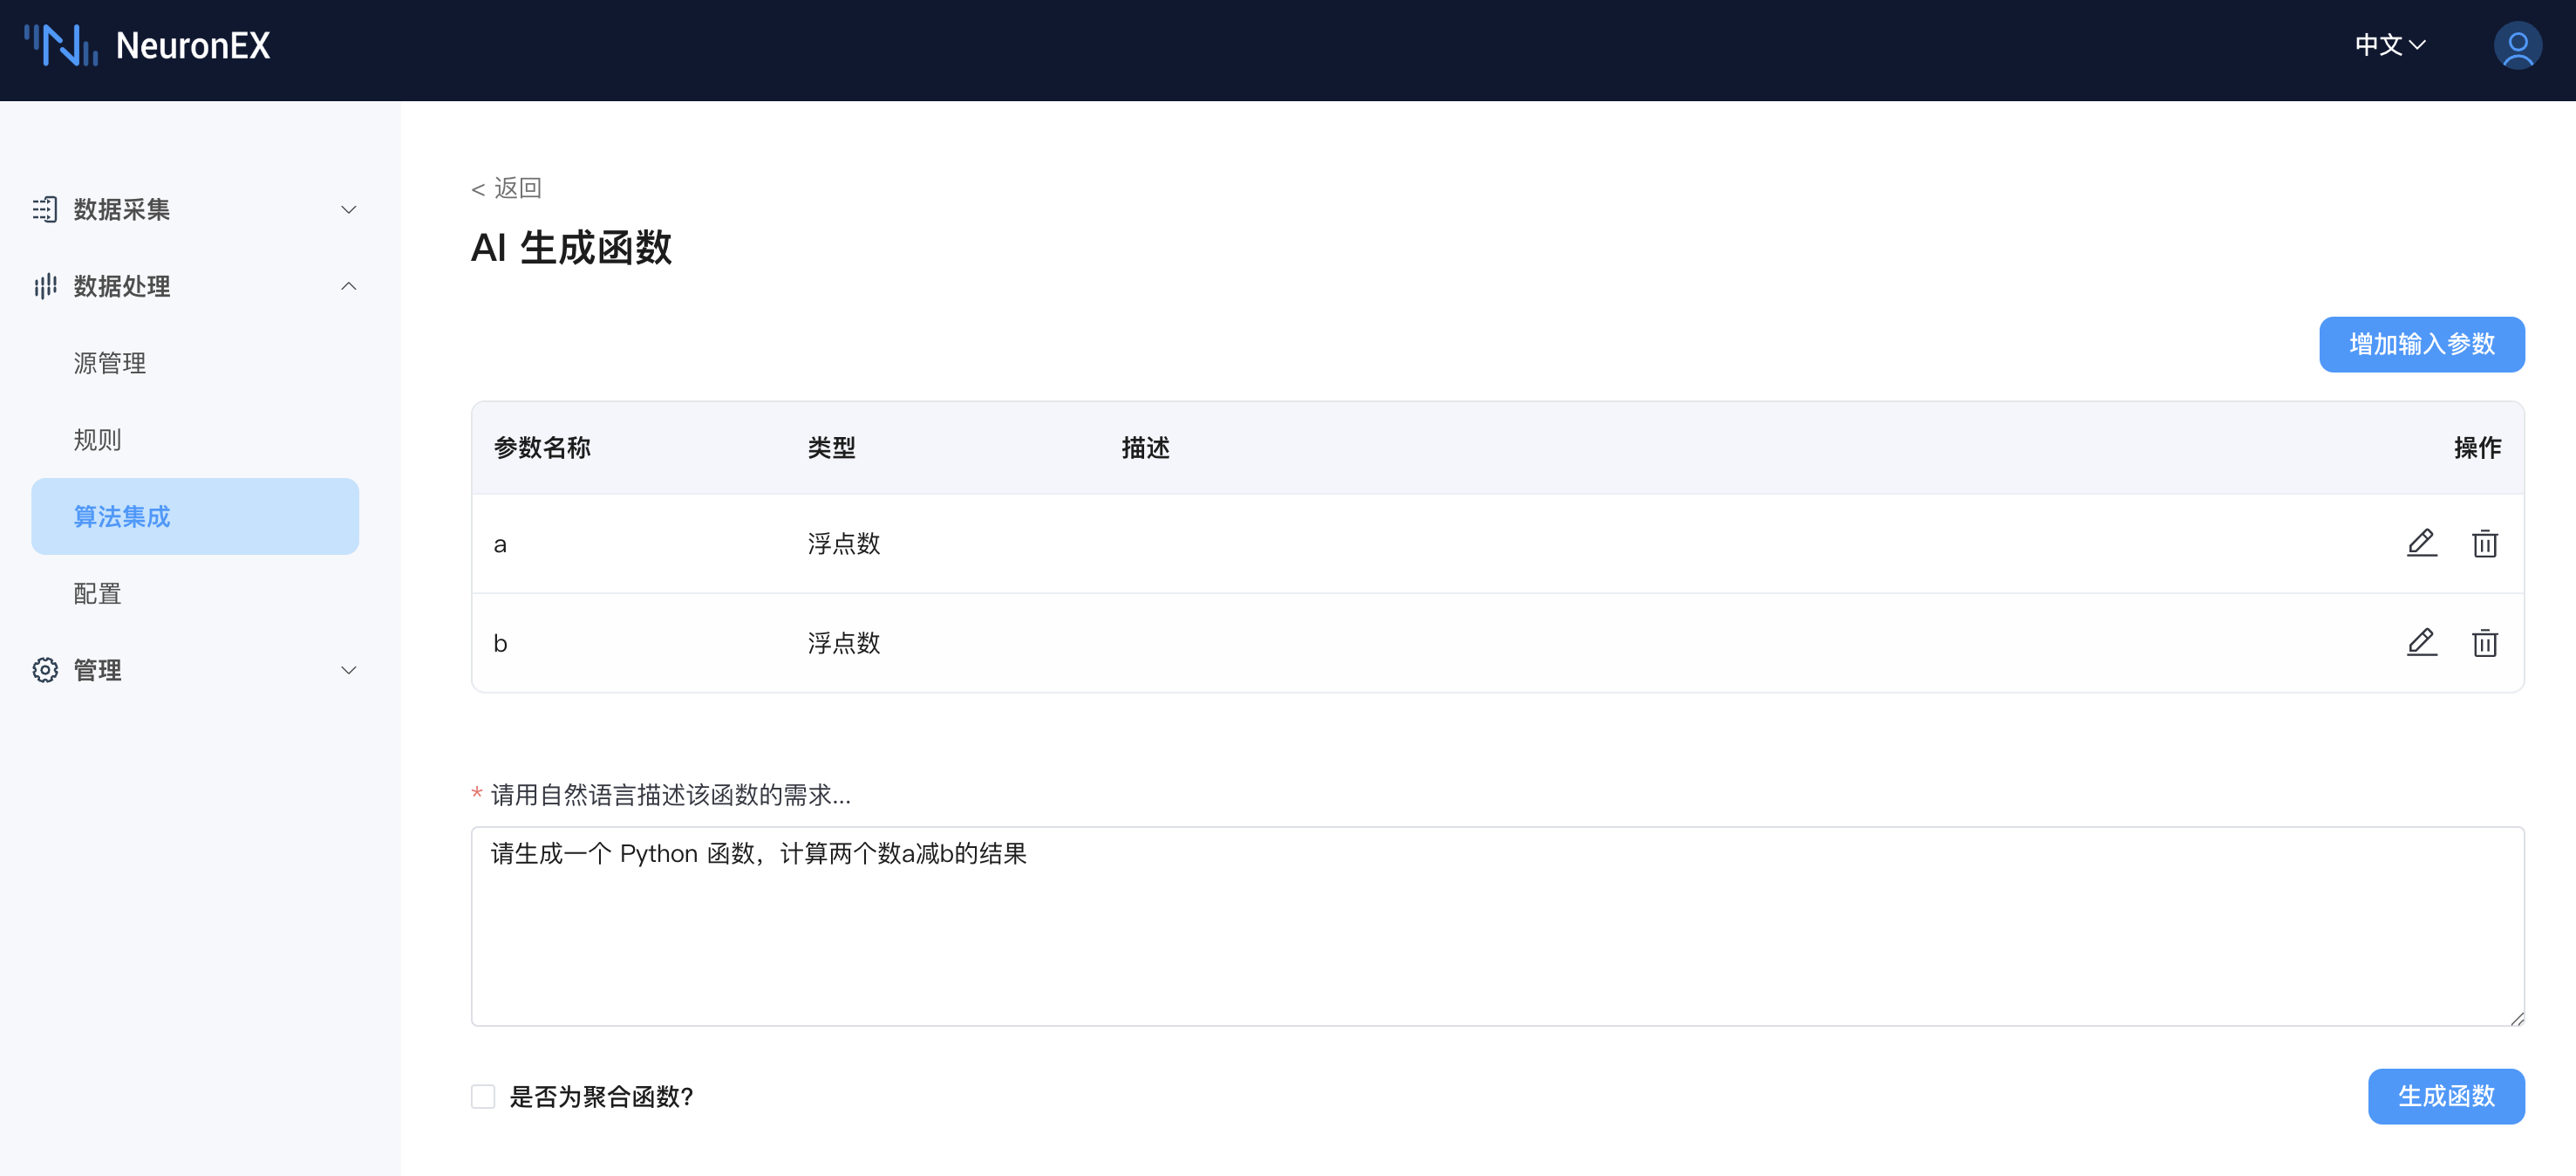 NeuronEX
中文
数据采集
数据处理
源管理
规则
算法集成
配置
管理
< 返回
AI 生成函数
增加输入参数
参数名称 类型 描述 操作
a 浮点数
b 浮点数
* 请用自然语言描述该函数的需求...
请生成一个 Python 函数，计算两个数a减b的结果
是否为聚合函数?
生成函数